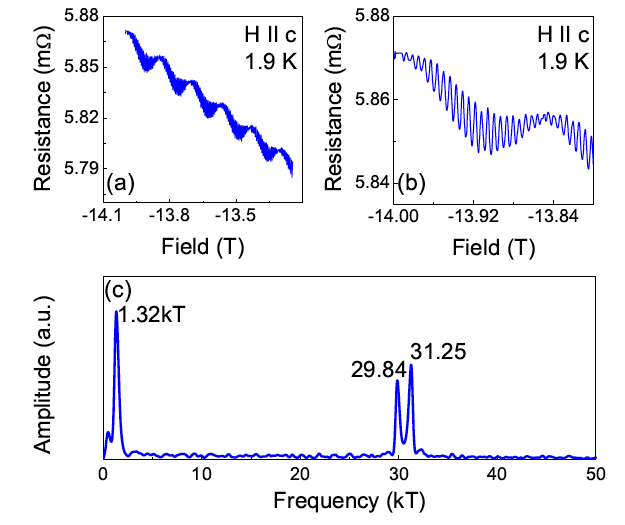 5.88
5.85
5.82
5.79
Resistance (mΩ)
H II c
1.9 K
(a)
-14.1
-13.8
-13.5
Field (T)
5.88
5.86
5.84
Resistance (mΩ)
H II c
1.9 K
(b)
-14.00
-13.92
-13.84
Field (T)
(c)
1.32kT
29.84
31.25
Amplitude (a.u.)
0
10
20
30
40
50
Frequency (kT)